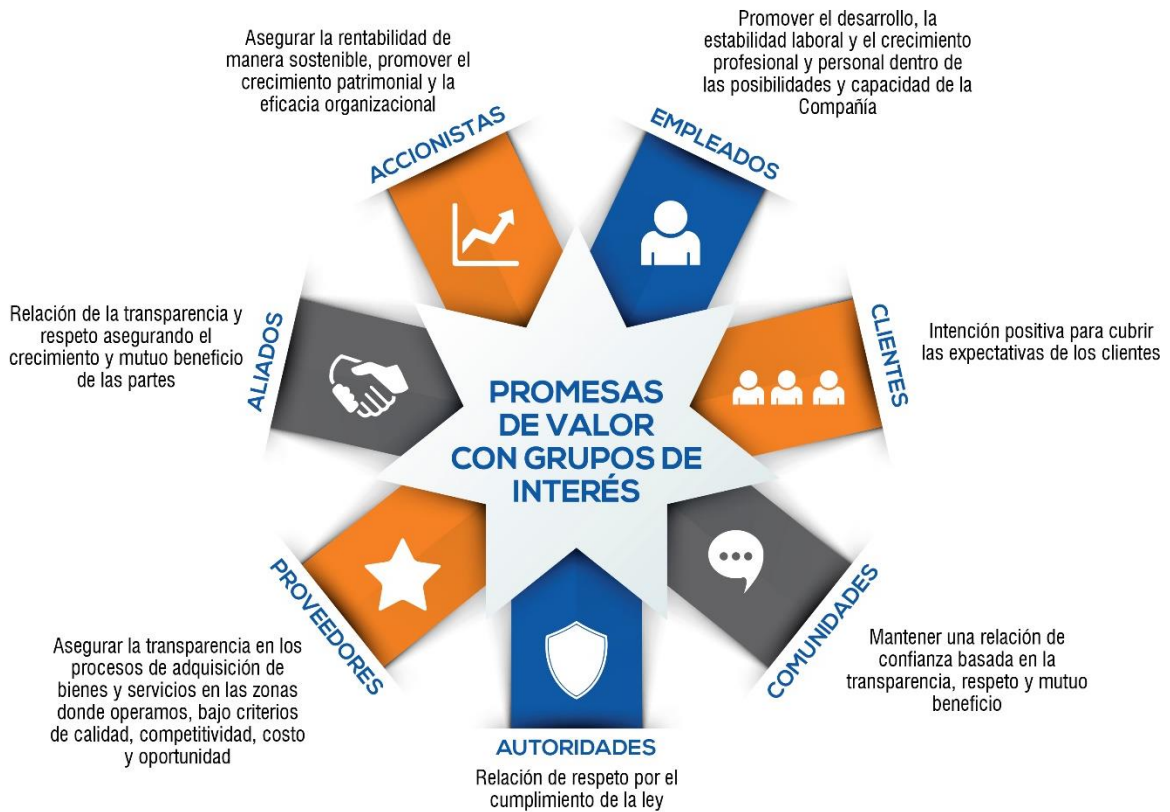 PROMESAS
DE VALOR
CON GRUPOS DE
INTERÉS
ACCIONISTAS
Asegurar la rentabilidad de
manera sostenible, promover el
crecimiento patrimonial y la
eficacia organizacional
EMPLEADOS
Promover el desarrollo, la
estabilidad laboral y el crecimiento
profesional y personal dentro de
las posibilidades y capacidad de la
Compañía
CLIENTES
Intención positiva para cubrir
las expectativas de los clientes
COMUNIDADES
Mantener una relación de
confianza basada en la
transparencia, respeto y mutuo
beneficio
AUTORIDADES
Relación de respeto por el
cumplimiento de la ley
PROVEEDORES
Asegurar la transparencia en los
procesos de adquisición de
bienes y servicios en las zonas
donde operamos, bajo criterios
de calidad, competitividad, costo
y oportunidad
ALIADOS
Relación de la transparencia y
respeto asegurando el
crecimiento y mutuo beneficio
de las partes